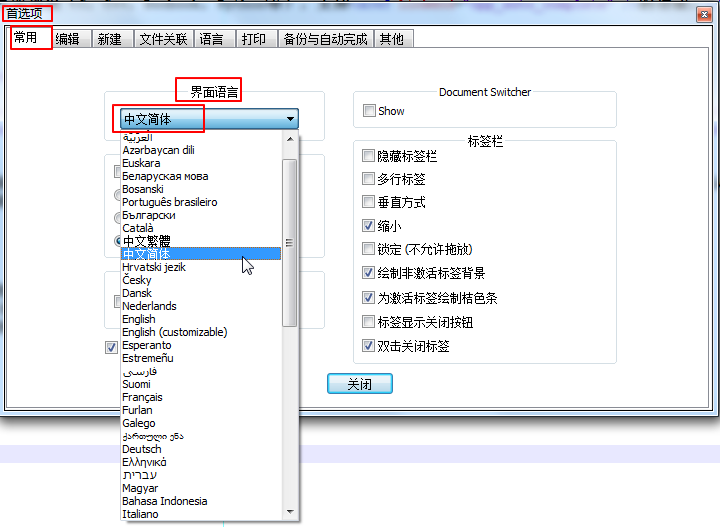 首选项
常用
编辑
新建
文件关联
语言
打印
备份与自动完成
其他
界面语言
中文简体
العربية
Azərbaycan dili
Euskara
Беларуская мова
Bosanski
Português brasileiro
Български
Català
中文繁體
中文简体
Hrvatski jezik
Česky
Dansk
Nederlands
English
English (customizable)
Esperanto
Estremeñu
فارسی
Suomi
Français
Furlan
Galego
ქართული ენა
Deutsch
Ελληνικά
עברית
Magyar
Bahasa Indonesia
Italiano
Document Switcher
Show
标签栏
隐藏标签栏
多行标签
垂直方式
缩小
锁定 (不允许拖放)
绘制非激活标签背景
为激活标签绘制桔色条
标签显示关闭按钮
双击关闭标签
关闭